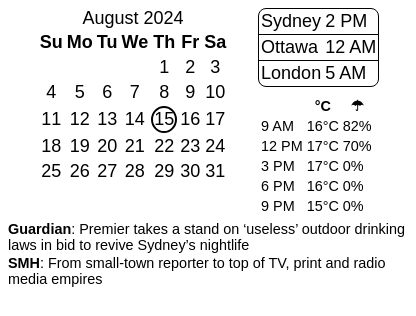 August 2024
Su Mo Tu We Th Fr Sa
1 2 3
4 5 6 7 8 9 10
11 12 13 14 15 16 17
18 19 20 21 22 23 24
25 26 27 28 29 30 31
Sydney 2 PM
Ottawa 12 AM
London 5 AM
°C ☂
9 AM 16°C 82%
12 PM 17°C 70%
3 PM 17°C 0%
6 PM 16°C 0%
9 PM 15°C 0%
Guardian: Premier takes a stand on ‘useless’ outdoor drinking
laws in bid to revive Sydney’s nightlife
SMH: From small-town reporter to top of TV, print and radio
media empires